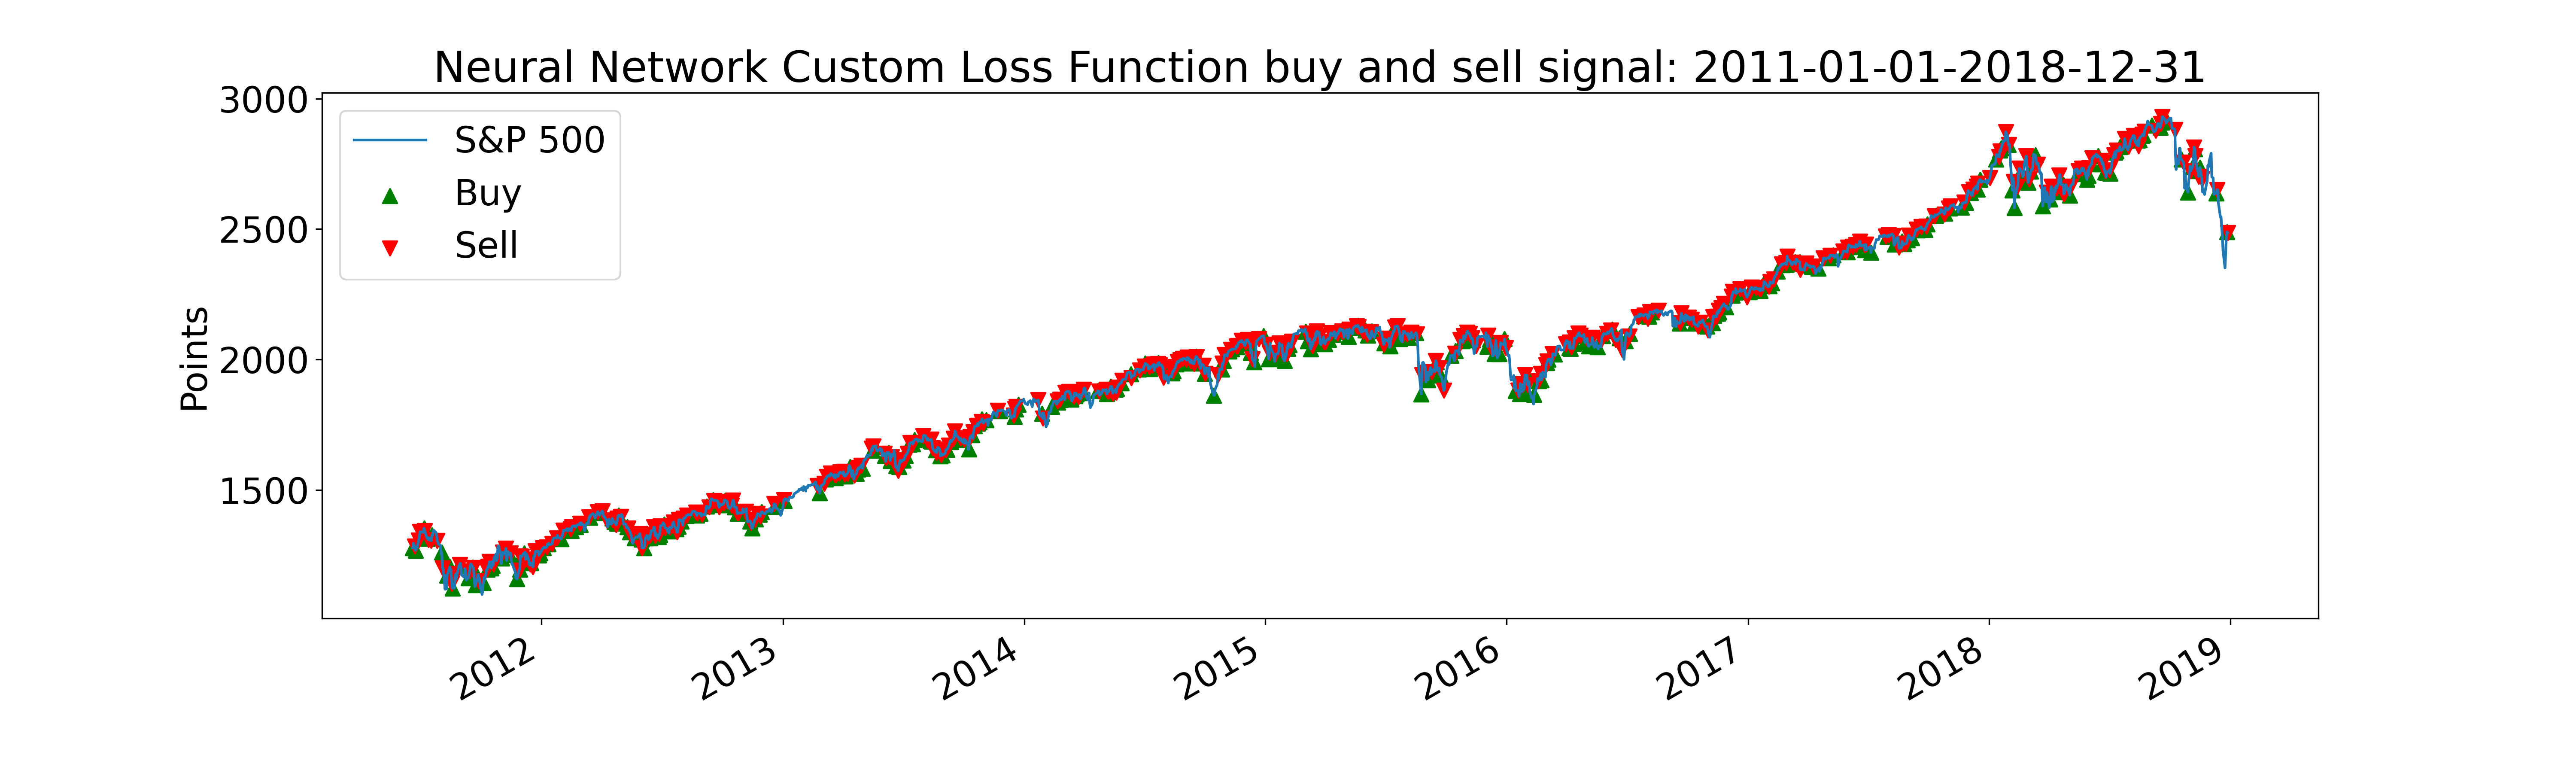 Neural Network Custom Loss Function buy and sell signal: 2011-01-01-2018-12-31
3000
2500
2000
1500
Points
S&P 500
Buy
Sell
2012
2013
2014
2015
2016
2017
2018
2019